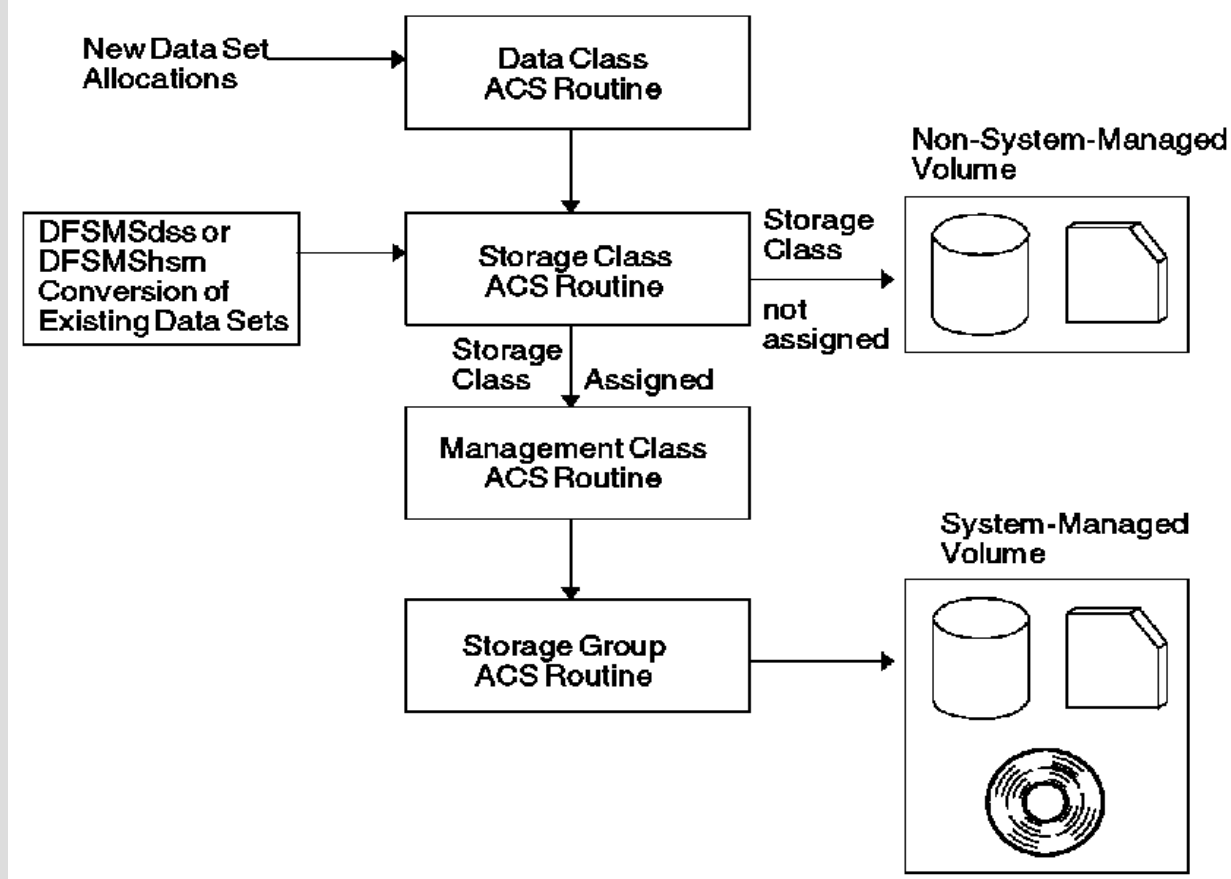 New Data Set
Allocations
Data Class
ACS Routine
Non-System-Managed
Volume
DFSMSdss or
DFSMShsm
Conversion of
Existing Data Sets
Storage Class
ACS Routine
Storage
Class
not
assigned
Storage
Class
Assigned
Management Class
ACS Routine
System-Managed
Volume
Storage Group
ACS Routine